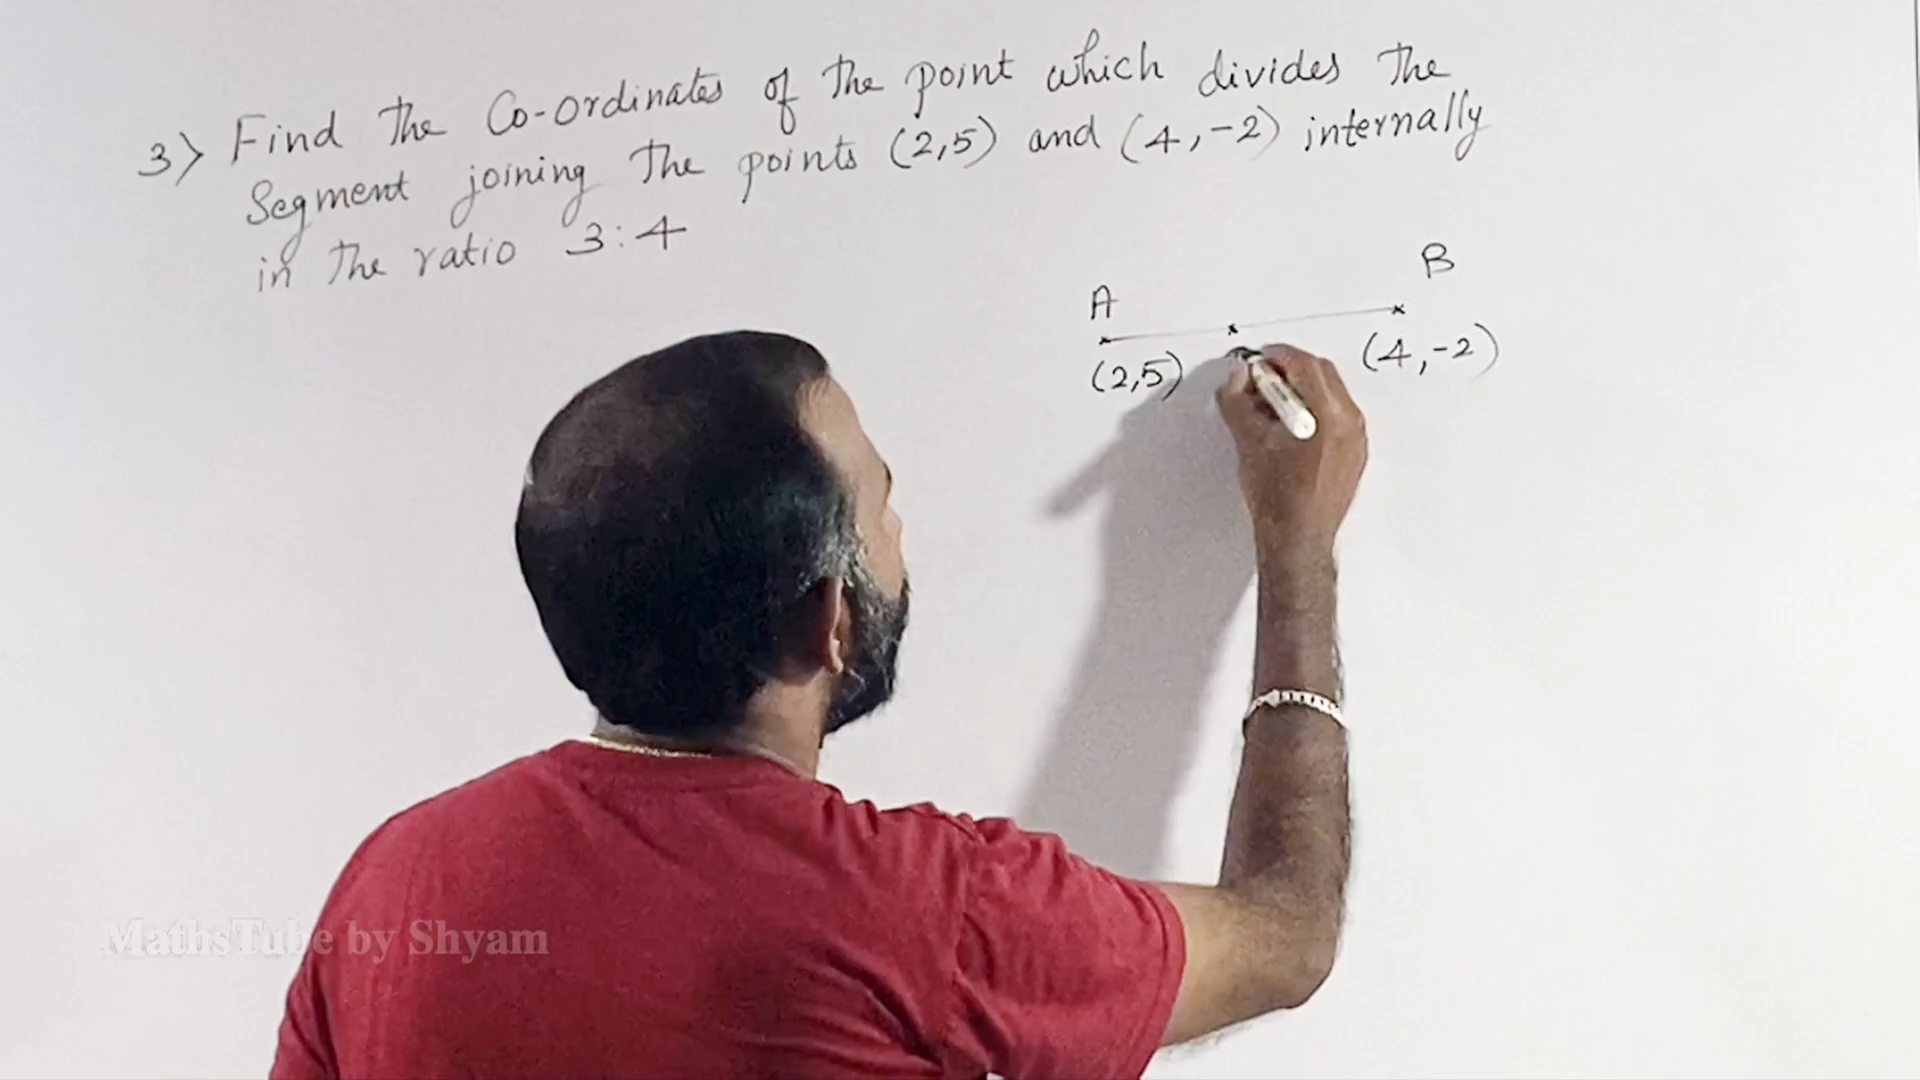 3) Find the Co-ordinates of the point which divides the
Segment joining the points (2,5) and (4,-2) internally
in the ratio 3:4
A B
(2,5) (4,-2)
MathsTube by Shyam